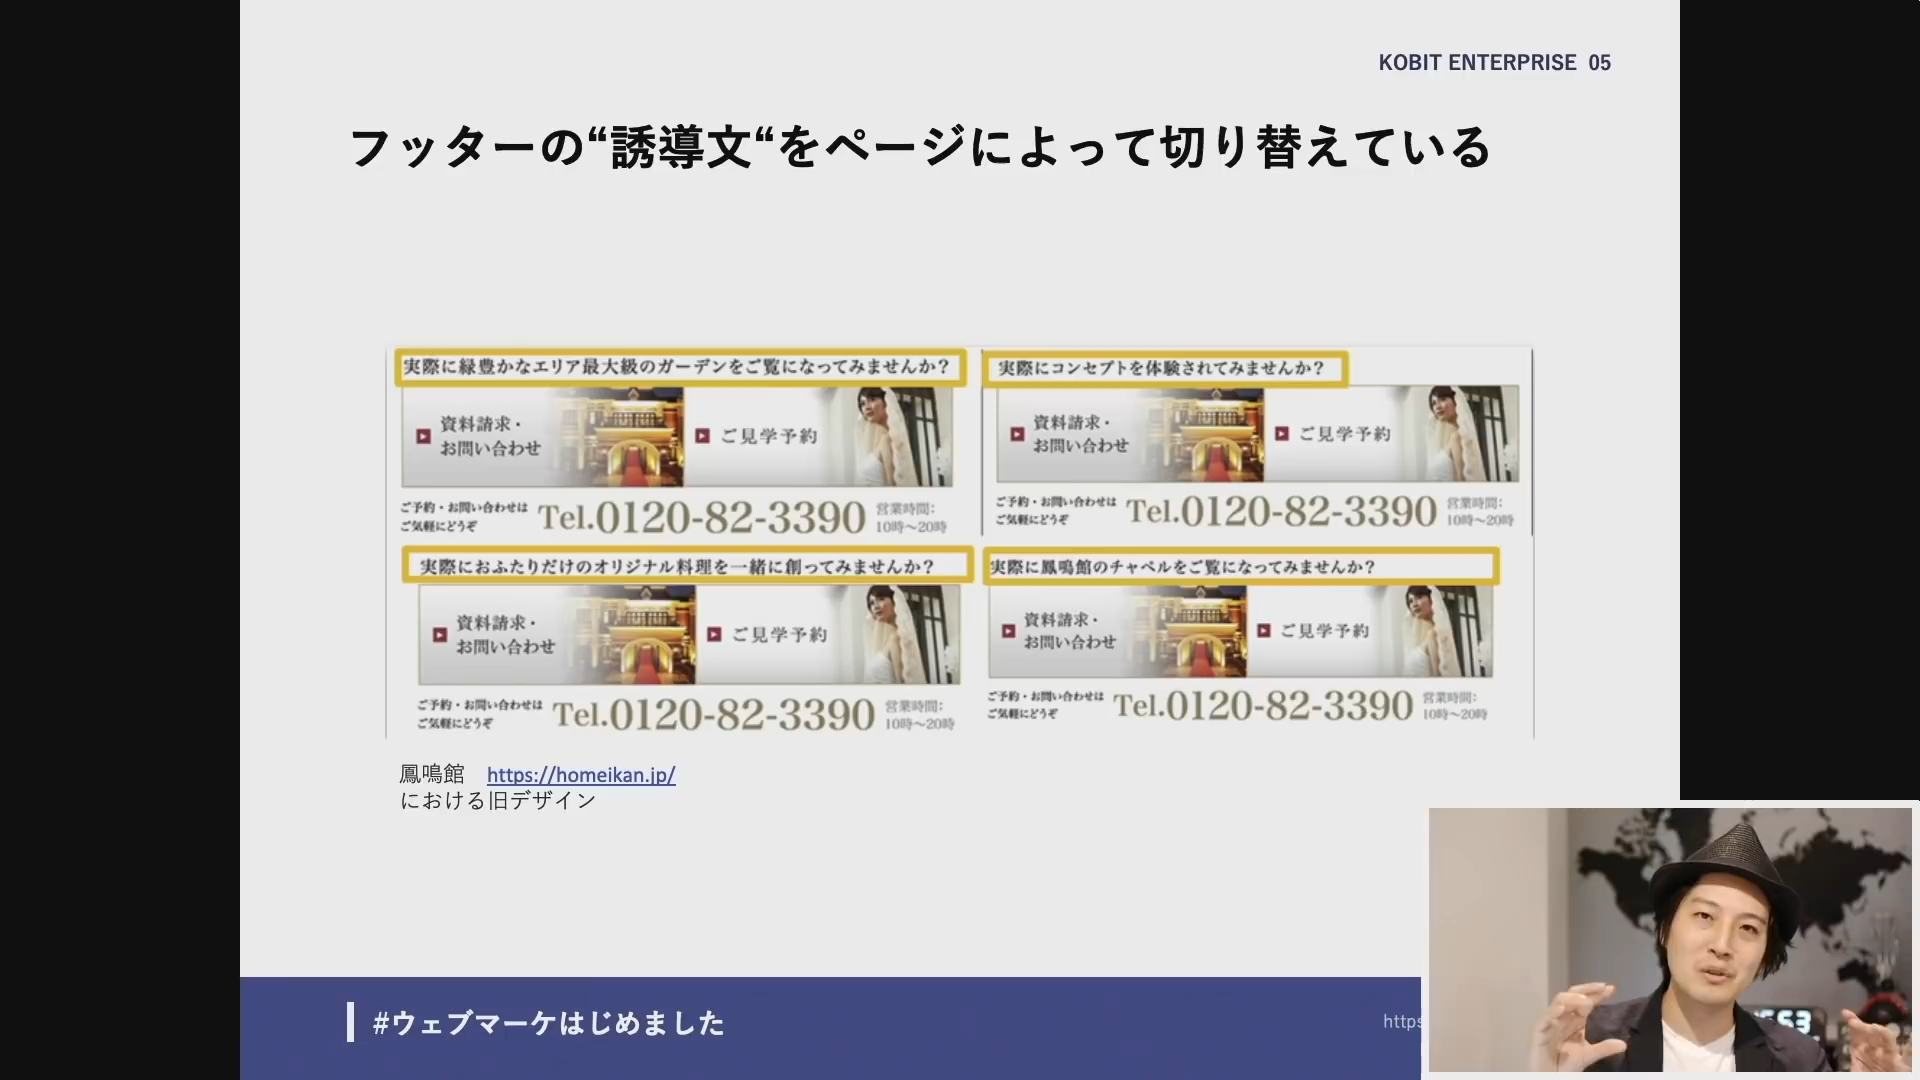 KOBIT ENTERPRISE 05
フッターの“誘導文“をページによって切り替えている
実際に緑豊かなエリア最大級のガーデンをご覧になってみませんか？
資料請求・
お問い合わせ
ご見学予約
ご予約・お問い合わせは
ご気軽にどうぞ
Tel.0120-82-3390
営業時間：
10時〜20時
実際にコンセプトを体験されてみませんか？
資料請求・
お問い合わせ
ご見学予約
ご予約・お問い合わせは
ご気軽にどうぞ
Tel.0120-82-3390
営業時間：
10時〜20時
実際におふたりだけのオリジナル料理を一緒に創ってみませんか？
資料請求・
お問い合わせ
ご見学予約
ご予約・お問い合わせは
ご気軽にどうぞ
Tel.0120-82-3390
営業時間：
10時〜20時
実際に鳳鳴館のチャペルをご覧になってみませんか？
資料請求・
お問い合わせ
ご見学予約
ご予約・お問い合わせは
ご気軽にどうぞ
Tel.0120-82-3390
営業時間：
10時〜20時
鳳鳴館　https://homeikan.jp/
における旧デザイン
#ウェブマーケはじめました
https